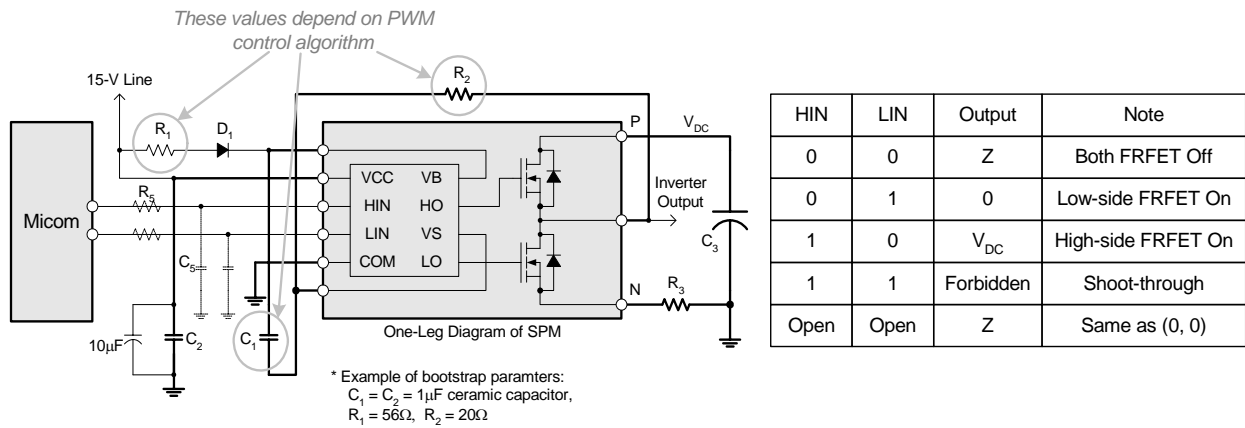 These values depend on PWM
control algorithm
15-V Line
R2
R1
D1
P
VDC
Micom
R5
VCC
VB
HIN
HO
LIN
VS
COM
LO
Inverter
Output
C3
C5
N
R3
10μF
C2
C1
One-Leg Diagram of SPM
* Example of bootstrap paramters:
C1 = C2 = 1μF ceramic capacitor,
R1 = 56Ω, R2 = 20Ω
HIN LIN Output Note
0 0 Z Both FRFET Off
0 1 0 Low-side FRFET On
1 0 VDC High-side FRFET On
1 1 Forbidden Shoot-through
Open Open Z Same as (0, 0)